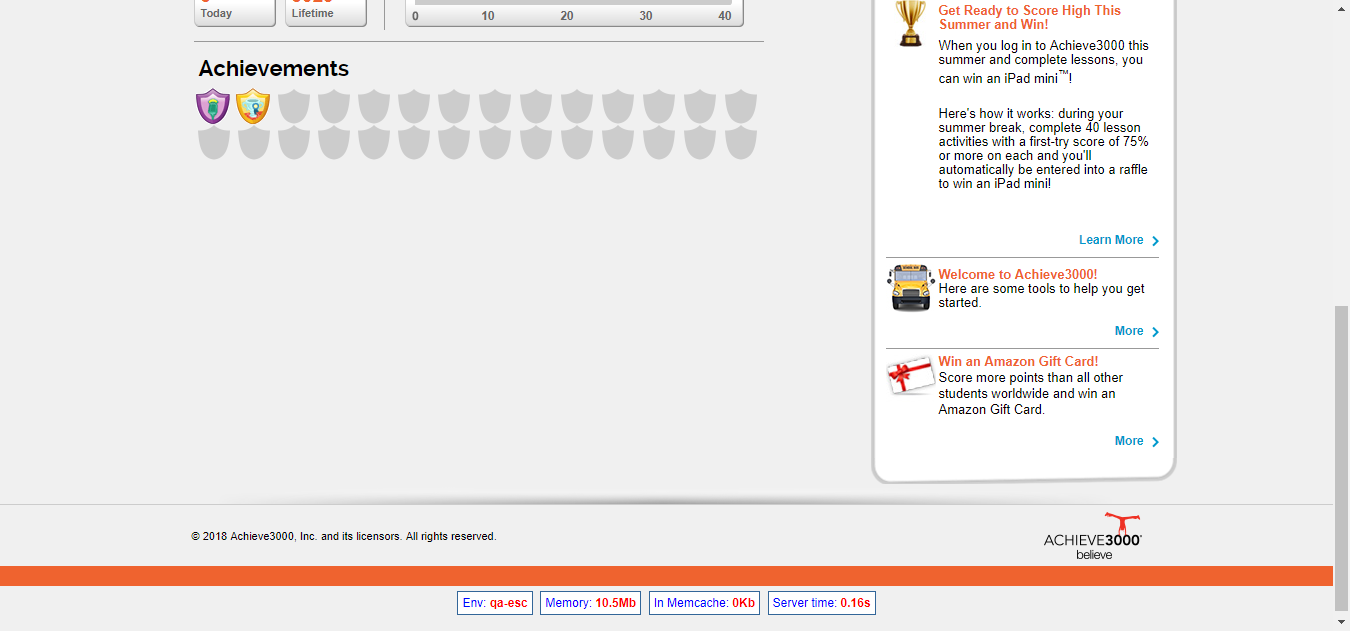 Today
Lifetime
0 10 20 30 40
Achievements
Get Ready to Score High This
Summer and Win!
When you log in to Achieve3000 this
summer and complete lessons, you
can win an iPad mini™!
Here's how it works: during your
summer break, complete 40 lesson
activities with a first-try score of 75%
or more on each and you'll
automatically be entered into a raffle
to win an iPad mini!
Learn More
Welcome to Achieve3000!
Here are some tools to help you get
started.
More
Win an Amazon Gift Card!
Score more points than all other
students worldwide and win an
Amazon Gift Card.
More
© 2018 Achieve3000, Inc. and its licensors. All rights reserved.
ACHIEVE3000®
believe
Env: qa-esc
Memory: 10.5Mb
In Memcache: 0Kb
Server time: 0.16s